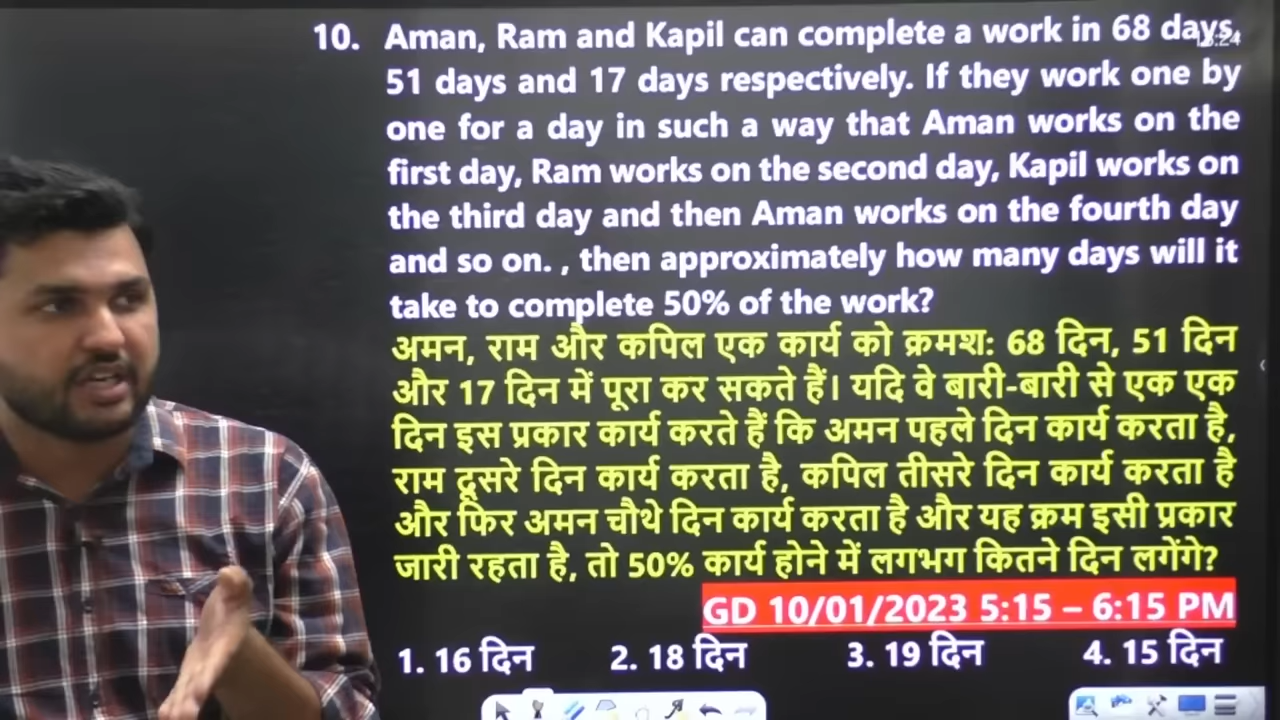 10. Aman, Ram and Kapil can complete a work in 68 days,
51 days and 17 days respectively. If they work one by
one for a day in such a way that Aman works on the
first day, Ram works on the second day, Kapil works on
the third day and then Aman works on the fourth day
and so on. , then approximately how many days will it
take to complete 50% of the work?
अमन, राम और कपिल एक कार्य को क्रमश: 68 दिन, 51 दिन
और 17 दिन में पूरा कर सकते हैं। यदि वे बारी-बारी से एक एक
दिन इस प्रकार कार्य करते हैं कि अमन पहले दिन कार्य करता है,
राम दूसरे दिन कार्य करता है, कपिल तीसरे दिन कार्य करता है
और फिर अमन चौथे दिन कार्य करता है और यह क्रम इसी प्रकार
जारी रहता है, तो 50% कार्य होने में लगभग कितने दिन लगेंगे?
GD 10/01/2023 5:15 – 6:15 PM
1. 16 दिन 2. 18 दिन 3. 19 दिन 4. 15 दिन